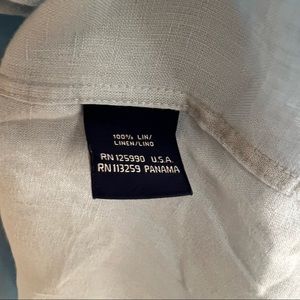 100% LIN/
LINEN/LINO
RN 125990 U.S.A.
RN 113259 PANAMA